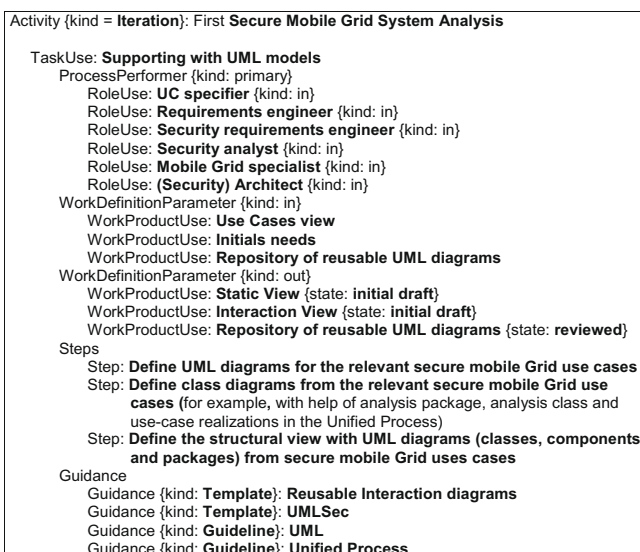 Activity {kind = Iteration}: First Secure Mobile Grid System Analysis
TaskUse: Supporting with UML models
ProcessPerformer {kind: primary}
RoleUse: UC specifier {kind: in}
RoleUse: Requirements engineer {kind: in}
RoleUse: Security requirements engineer {kind: in}
RoleUse: Security analyst {kind: in}
RoleUse: Mobile Grid specialist {kind: in}
RoleUse: (Security) Architect {kind: in}
WorkDefinitionParameter {kind: in}
WorkProductUse: Use Cases view
WorkProductUse: Initials needs
WorkProductUse: Repository of reusable UML diagrams
WorkDefinitionParameter {kind: out}
WorkProductUse: Static View {state: initial draft}
WorkProductUse: Interaction View {state: initial draft}
WorkProductUse: Repository of reusable UML diagrams {state: reviewed}
Steps
Step: Define UML diagrams for the relevant secure mobile Grid use cases
Step: Define class diagrams from the relevant secure mobile Grid use
cases (for example, with help of analysis package, analysis class and
use-case realizations in the Unified Process)
Step: Define the structural view with UML diagrams (classes, components
and packages) from secure mobile Grid uses cases
Guidance
Guidance {kind: Template}: Reusable Interaction diagrams
Guidance {kind: Template}: UMLSec
Guidance {kind: Guideline}: UML
Guidance {kind: Guideline}: Unified Process